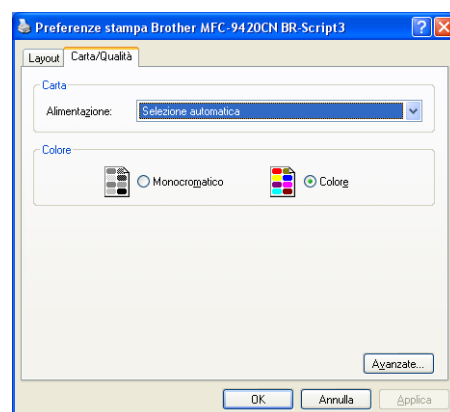 Preferenze stampa Brother MFC-9420CN BR-Script3
Layout Carta/Qualità
Carta
Alimentazione: Selezione automatica
Colore
Monocromatico Colore
Avanzate...
OK Annulla Applica